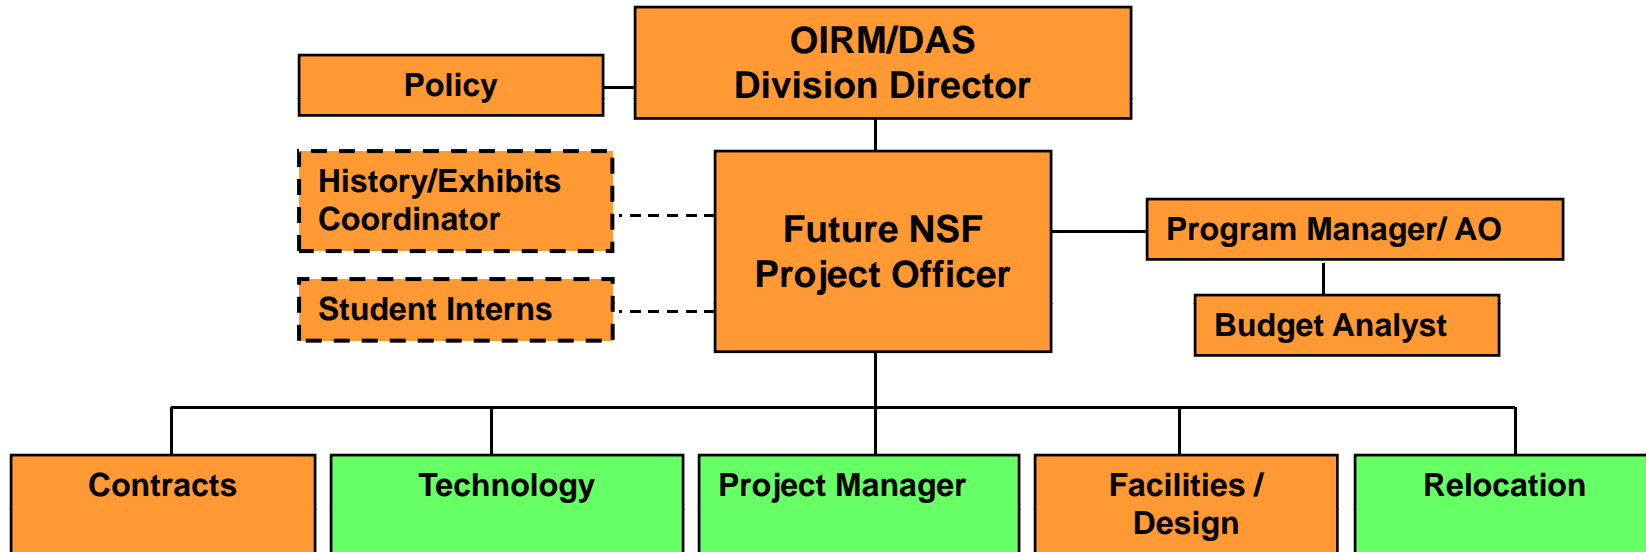 OIRM/DAS
Division Director
Policy
History/Exhibits
Coordinator
Future NSF
Project Officer
Program Manager/ AO
Student Interns
Budget Analyst
Contracts
Technology
Project Manager
Facilities /
Design
Relocation